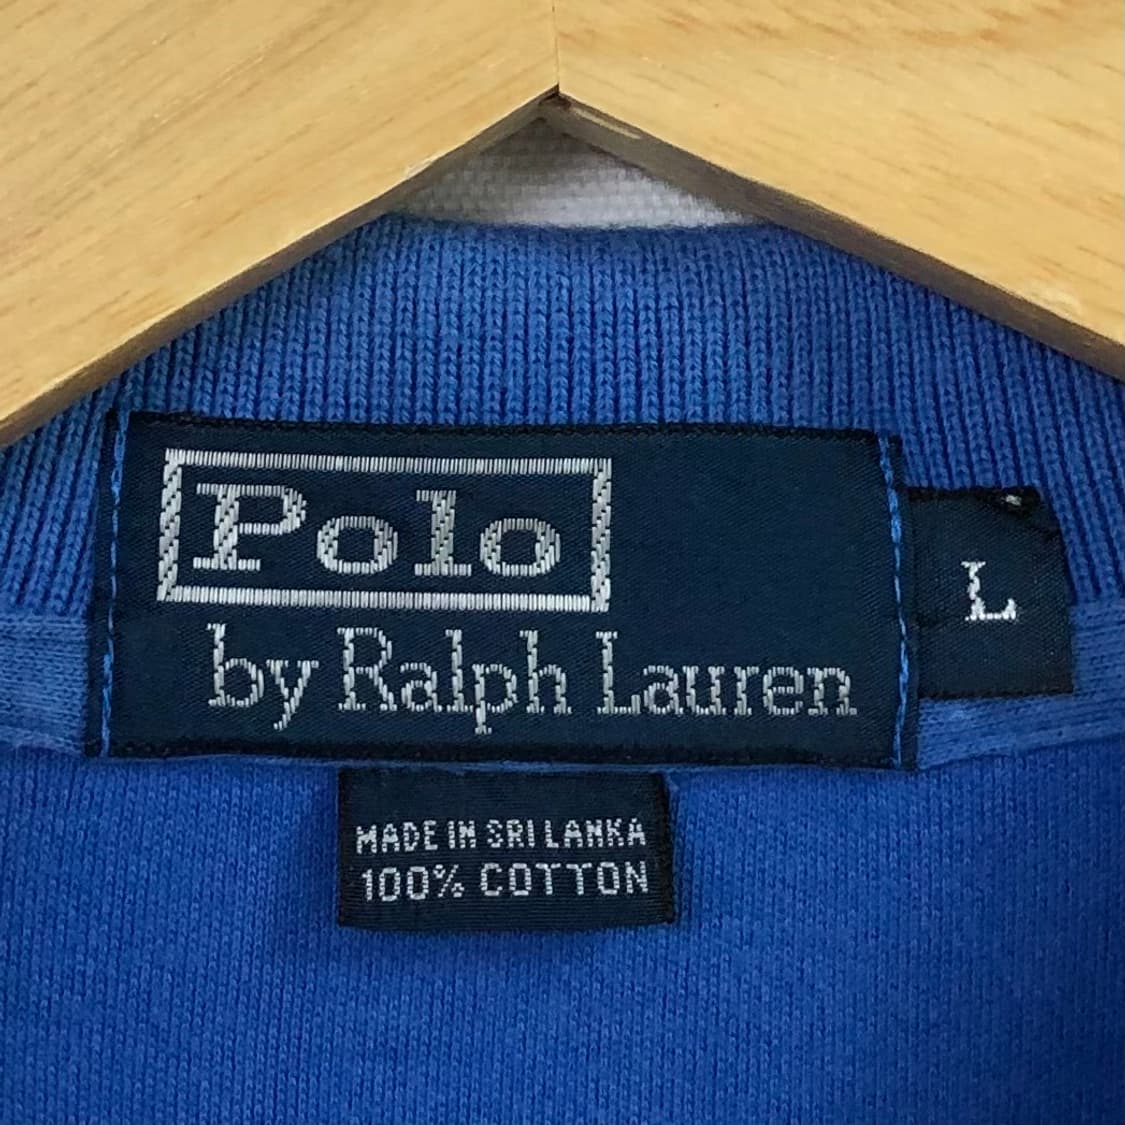 Polo
by Ralph Lauren
L
MADE IN SRI LANKA
100% COTTON